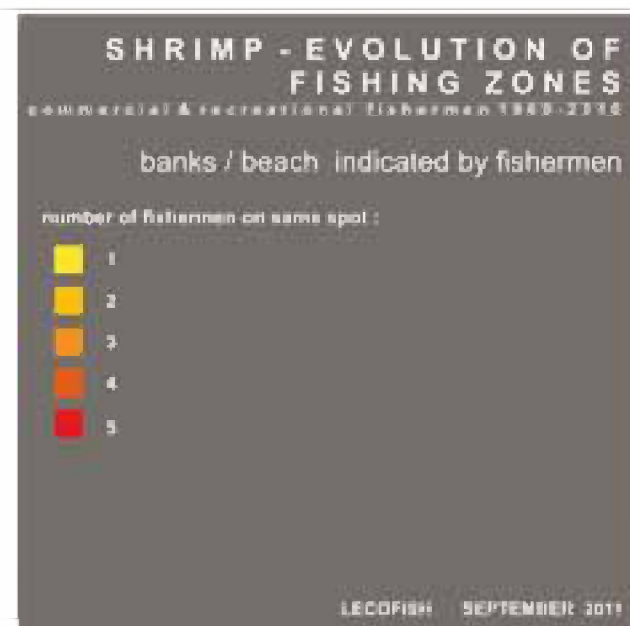 SHRIMP - EVOLUTION OF
FISHING ZONES
commercial & recreational fishermen
banks / beach indicated by fishermen
number of fishermen on same spot :
1
2
3
4
5
LECOFISH SEPTEMBER 2011